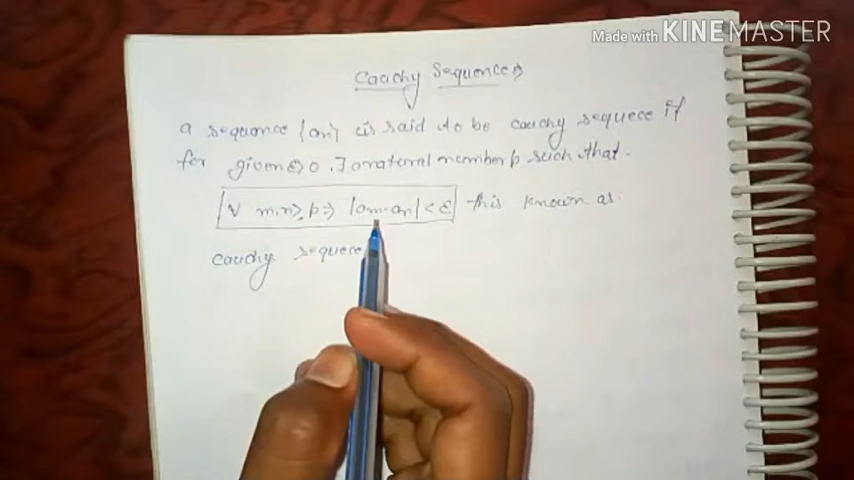 Made with KINEMASTER
Cauchy Sequence
a sequence {an} is said to be cauchy sequece if
for given ε>0 ∃ a natural number p such that.
∀ m,n≥p ⇒ |am-an| < ε this known as
cauchy sequece